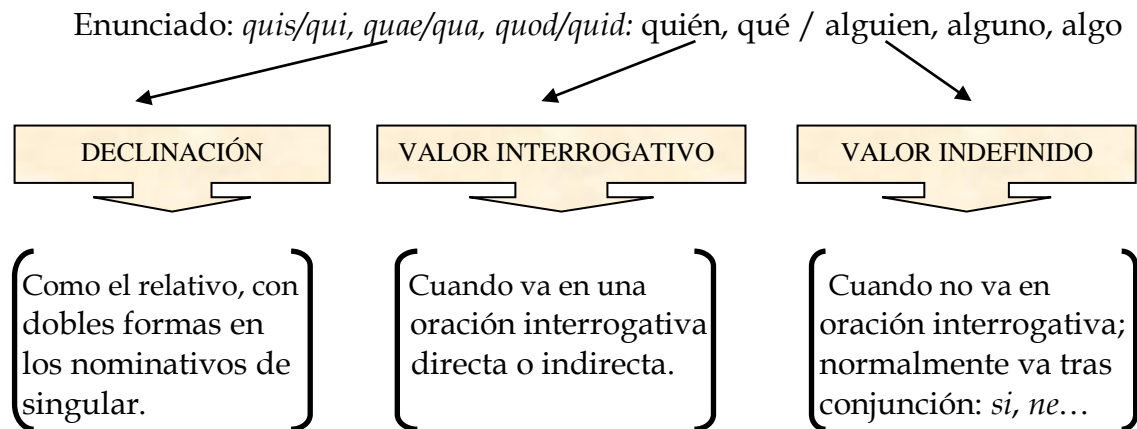 Enunciado: quis/qui, quae/qua, quod/quid: quién, qué / alguien, alguno, algo
DECLINACIÓN
VALOR INTERROGATIVO
VALOR INDEFINIDO
Como el relativo, con
dobles formas en
los nominativos de
singular.
Cuando va en una
oración interrogativa
directa o indirecta.
Cuando no va en
oración interrogativa;
normalmente va tras
conjunción: si, ne…